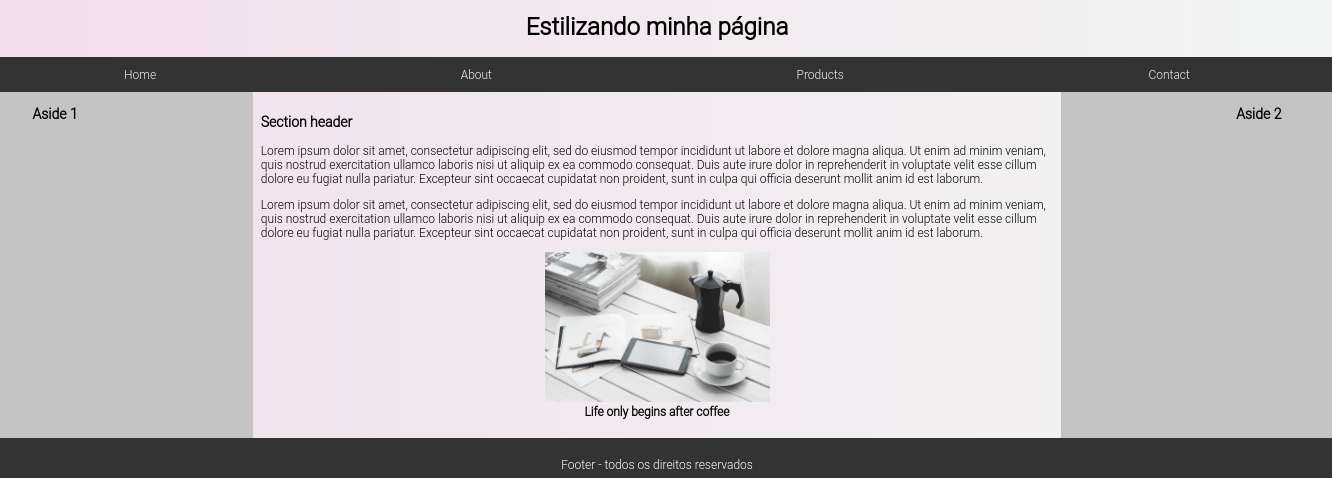 Estilizando minha página
Home About Products Contact
Aside 1
Section header
Lorem ipsum dolor sit amet, consectetur adipiscing elit, sed do eiusmod tempor incididunt ut labore et dolore magna aliqua. Ut enim ad minim veniam,
quis nostrud exercitation ullamco laboris nisi ut aliquip ex ea commodo consequat. Duis aute irure dolor in reprehenderit in voluptate velit esse cillum
dolore eu fugiat nulla pariatur. Excepteur sint occaecat cupidatat non proident, sunt in culpa qui officia deserunt mollit anim id est laborum.
Lorem ipsum dolor sit amet, consectetur adipiscing elit, sed do eiusmod tempor incididunt ut labore et dolore magna aliqua. Ut enim ad minim veniam,
quis nostrud exercitation ullamco laboris nisi ut aliquip ex ea commodo consequat. Duis aute irure dolor in reprehenderit in voluptate velit esse cillum
dolore eu fugiat nulla pariatur. Excepteur sint occaecat cupidatat non proident, sunt in culpa qui officia deserunt mollit anim id est laborum.
Life only begins after coffee
Aside 2
Footer - todos os direitos reservados